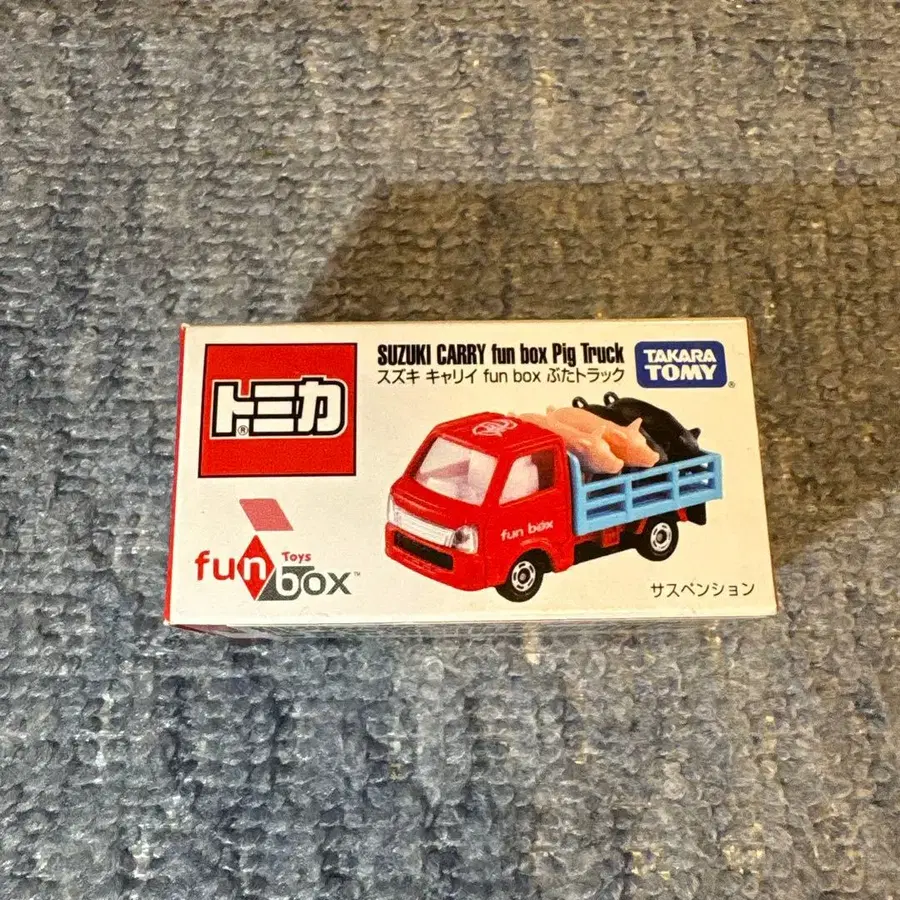 トミカ®
SUZUKI CARRY fun box Pig Truck
スズキ キャリイ fun box ぶたトラック
TAKARA
TOMY®
fun box
fun Toys
box™
サスペンション